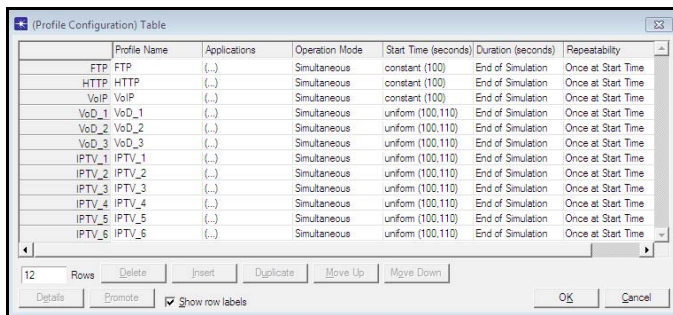 (Profile Configuration) Table
Profile Name Applications Operation Mode Start Time (seconds) Duration (seconds) Repeatability
FTP FTP (...) Simultaneous constant (100) End of Simulation Once at Start Time
HTTP HTTP (...) Simultaneous constant (100) End of Simulation Once at Start Time
VoIP VoIP (...) Simultaneous constant (100) End of Simulation Once at Start Time
VoD_1 VoD_1 (...) Simultaneous uniform (100,110) End of Simulation Once at Start Time
VoD_2 VoD_2 (...) Simultaneous uniform (100,110) End of Simulation Once at Start Time
VoD_3 VoD_3 (...) Simultaneous uniform (100,110) End of Simulation Once at Start Time
IPTV_1 IPTV_1 (...) Simultaneous uniform (100,110) End of Simulation Once at Start Time
IPTV_2 IPTV_2 (...) Simultaneous uniform (100,110) End of Simulation Once at Start Time
IPTV_3 IPTV_3 (...) Simultaneous uniform (100,110) End of Simulation Once at Start Time
IPTV_4 IPTV_4 (...) Simultaneous uniform (100,110) End of Simulation Once at Start Time
IPTV_5 IPTV_5 (...) Simultaneous uniform (100,110) End of Simulation Once at Start Time
IPTV_6 IPTV_6 (...) Simultaneous uniform (100,110) End of Simulation Once at Start Time
12 Rows Delete Insert Duplicate Move Up Move Down
Details Promote Show row labels OK Cancel